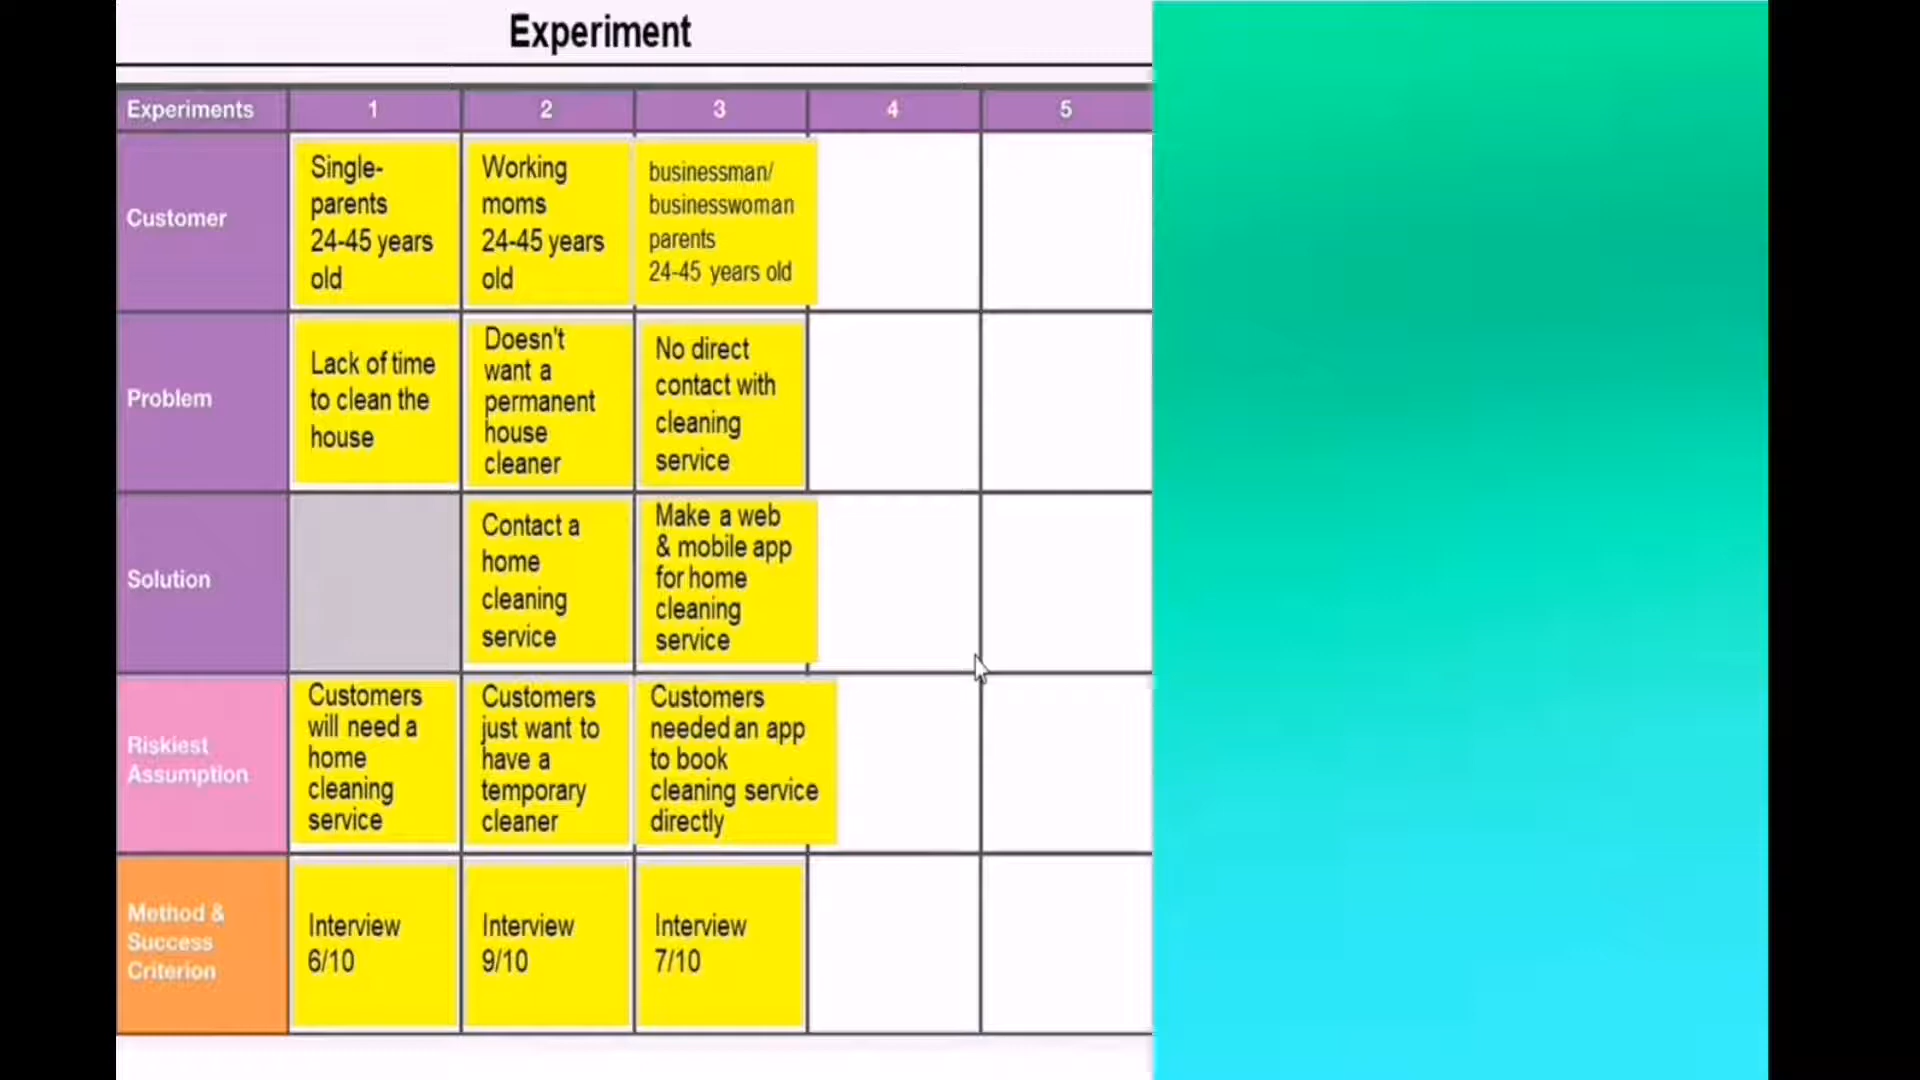 Experiment
Experiments 1 2 3 4 5
Customer
Single-
parents
24-45 years
old
Working
moms
24-45 years
old
businessman/
businesswoman
parents
24-45 years old
Problem
Lack of time
to clean the
house
Doesn't
want a
permanent
house
cleaner
No direct
contact with
cleaning
service
Solution
Contact a
home
cleaning
service
Make a web
& mobile app
for home
cleaning
service
Riskiest
Assumption
Customers
will need a
home
cleaning
service
Customers
just want to
have a
temporary
cleaner
Customers
needed an app
to book
cleaning service
directly
Method &
Success
Criterion
Interview
6/10
Interview
9/10
Interview
7/10